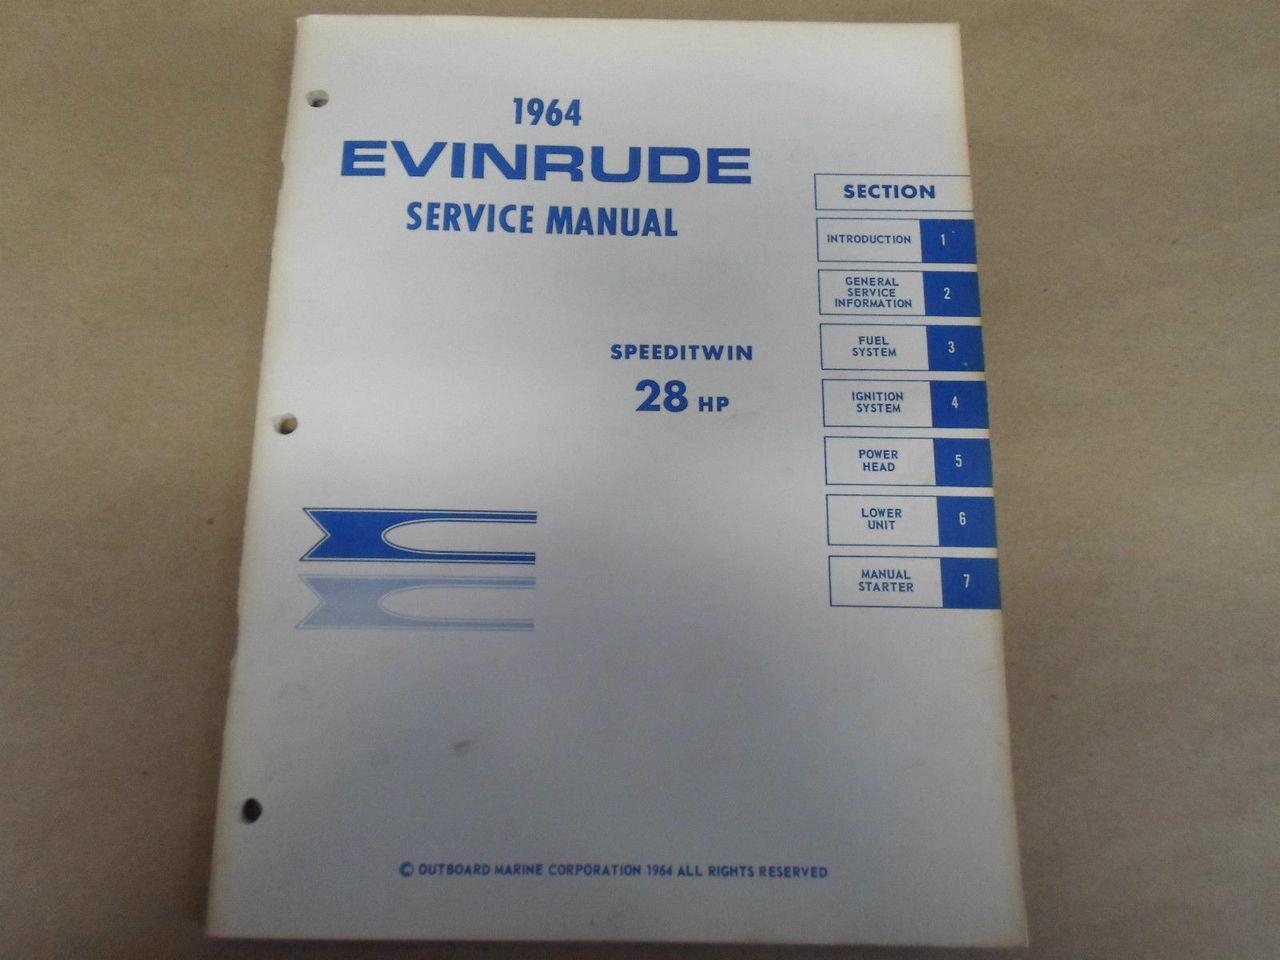 1964
EVINRUDE
SERVICE MANUAL
SPEEDITWIN
28 HP
SECTION
INTRODUCTION 1
GENERAL
SERVICE
INFORMATION 2
FUEL
SYSTEM 3
IGNITION
SYSTEM 4
POWER
HEAD 5
LOWER
UNIT 6
MANUAL
STARTER 7
© OUTBOARD MARINE CORPORATION 1964 ALL RIGHTS RESERVED